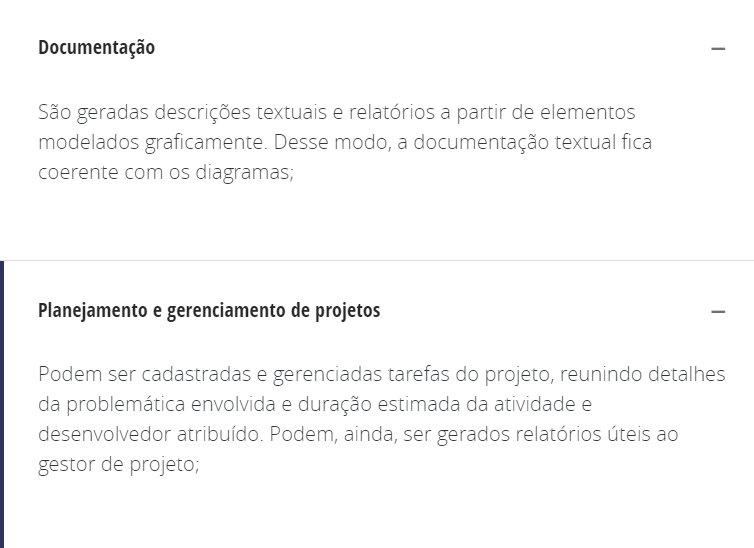 Documentação
São geradas descrições textuais e relatórios a partir de elementos
modelados graficamente. Desse modo, a documentação textual fica
coerente com os diagramas;
Planejamento e gerenciamento de projetos
Podem ser cadastradas e gerenciadas tarefas do projeto, reunindo detalhes
da problemática envolvida e duração estimada da atividade e
desenvolvedor atribuído. Podem, ainda, ser gerados relatórios úteis ao
gestor de projeto;